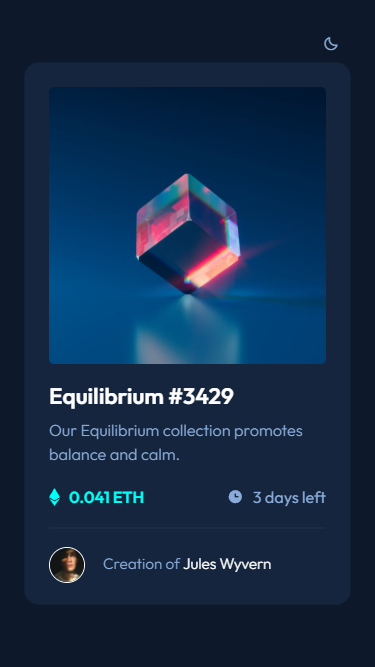 Equilibrium #3429
Our Equilibrium collection promotes
balance and calm.
0.041 ETH 3 days left
Creation of Jules Wyvern